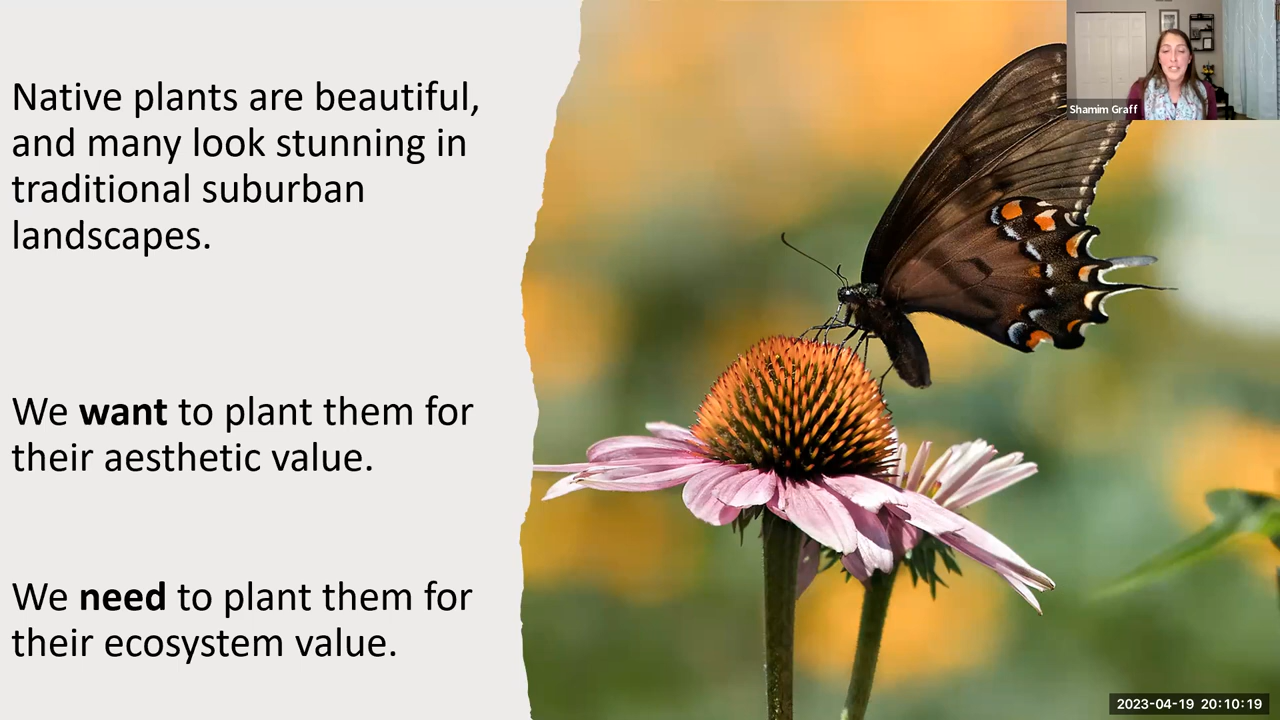 Native plants are beautiful,
and many look stunning in
traditional suburban
landscapes.
We want to plant them for
their aesthetic value.
We need to plant them for
their ecosystem value.
Shamim Graff
2023-04-19 20:10:19